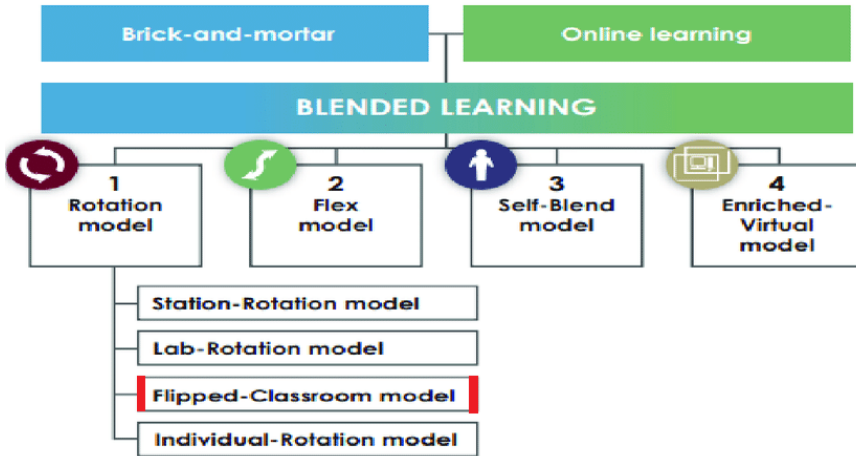 Brick-and-mortar
Online learning
BLENDED LEARNING
1
Rotation
model
2
Flex
model
3
Self-Blend
model
4
Enriched-
Virtual
model
Station-Rotation model
Lab-Rotation model
Flipped-Classroom model
Individual-Rotation model